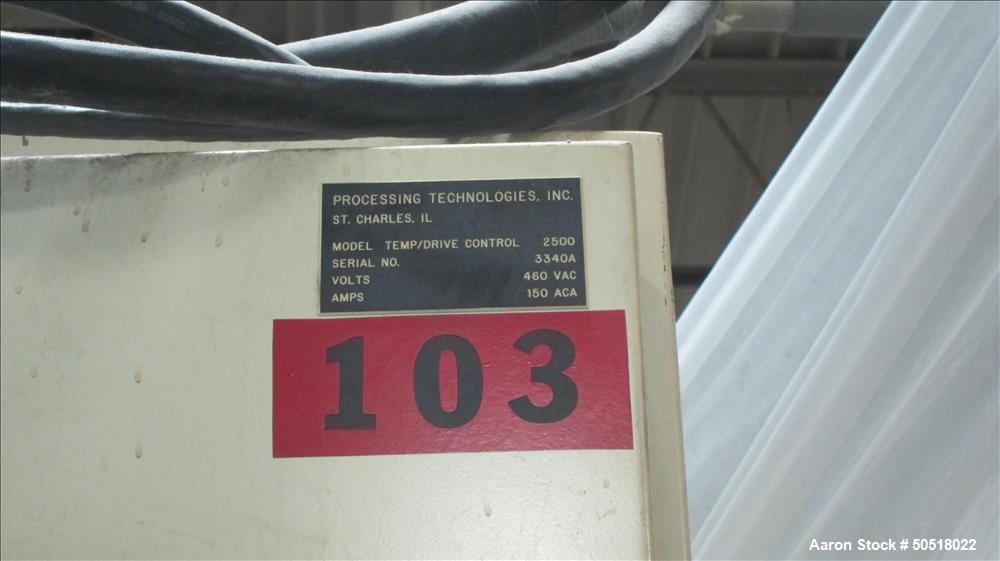 PROCESSING TECHNOLOGIES, INC.
ST. CHARLES, IL
MODEL TEMP/DRIVE CONTROL 2500
SERIAL NO. 3340A
VOLTS 460 VAC
AMPS 150 ACA
103
Aaron Stock # 50518022